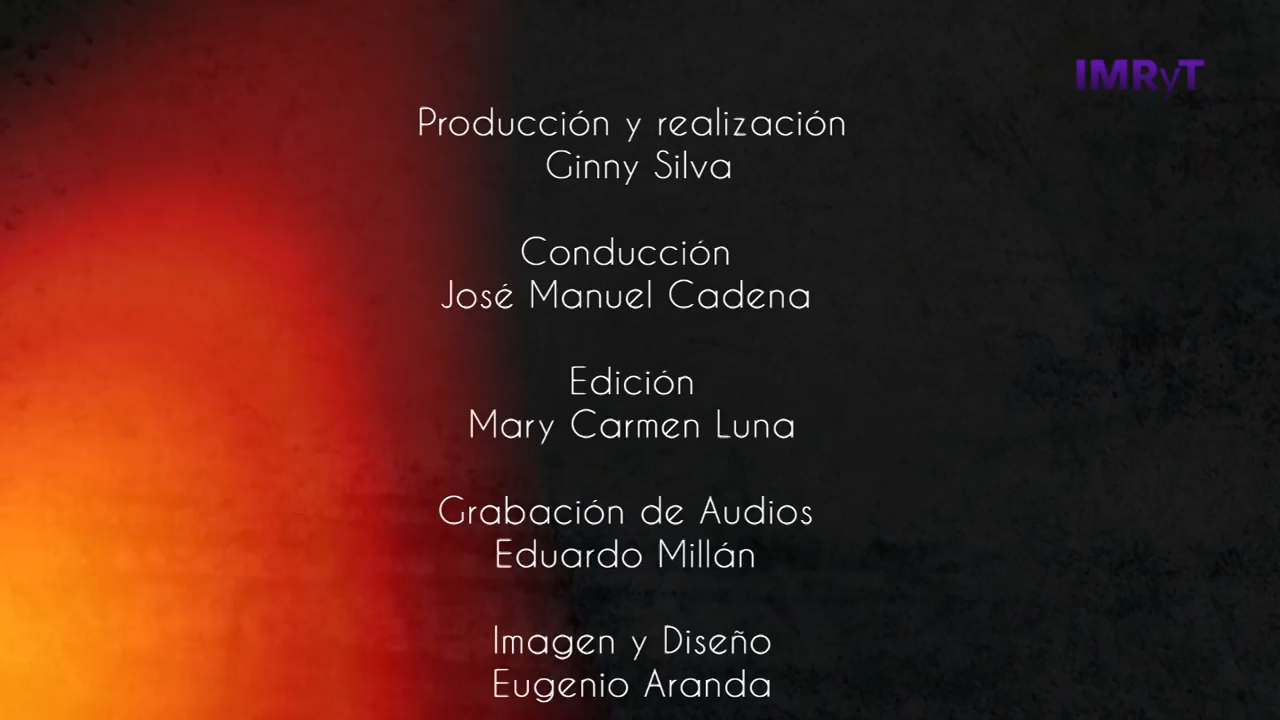 IMRyT
Producción y realización
Ginny Silva
Conducción
José Manuel Cadena
Edición
Mary Carmen Luna
Grabación de Audios
Eduardo Millán
Imagen y Diseño
Eugenio Aranda